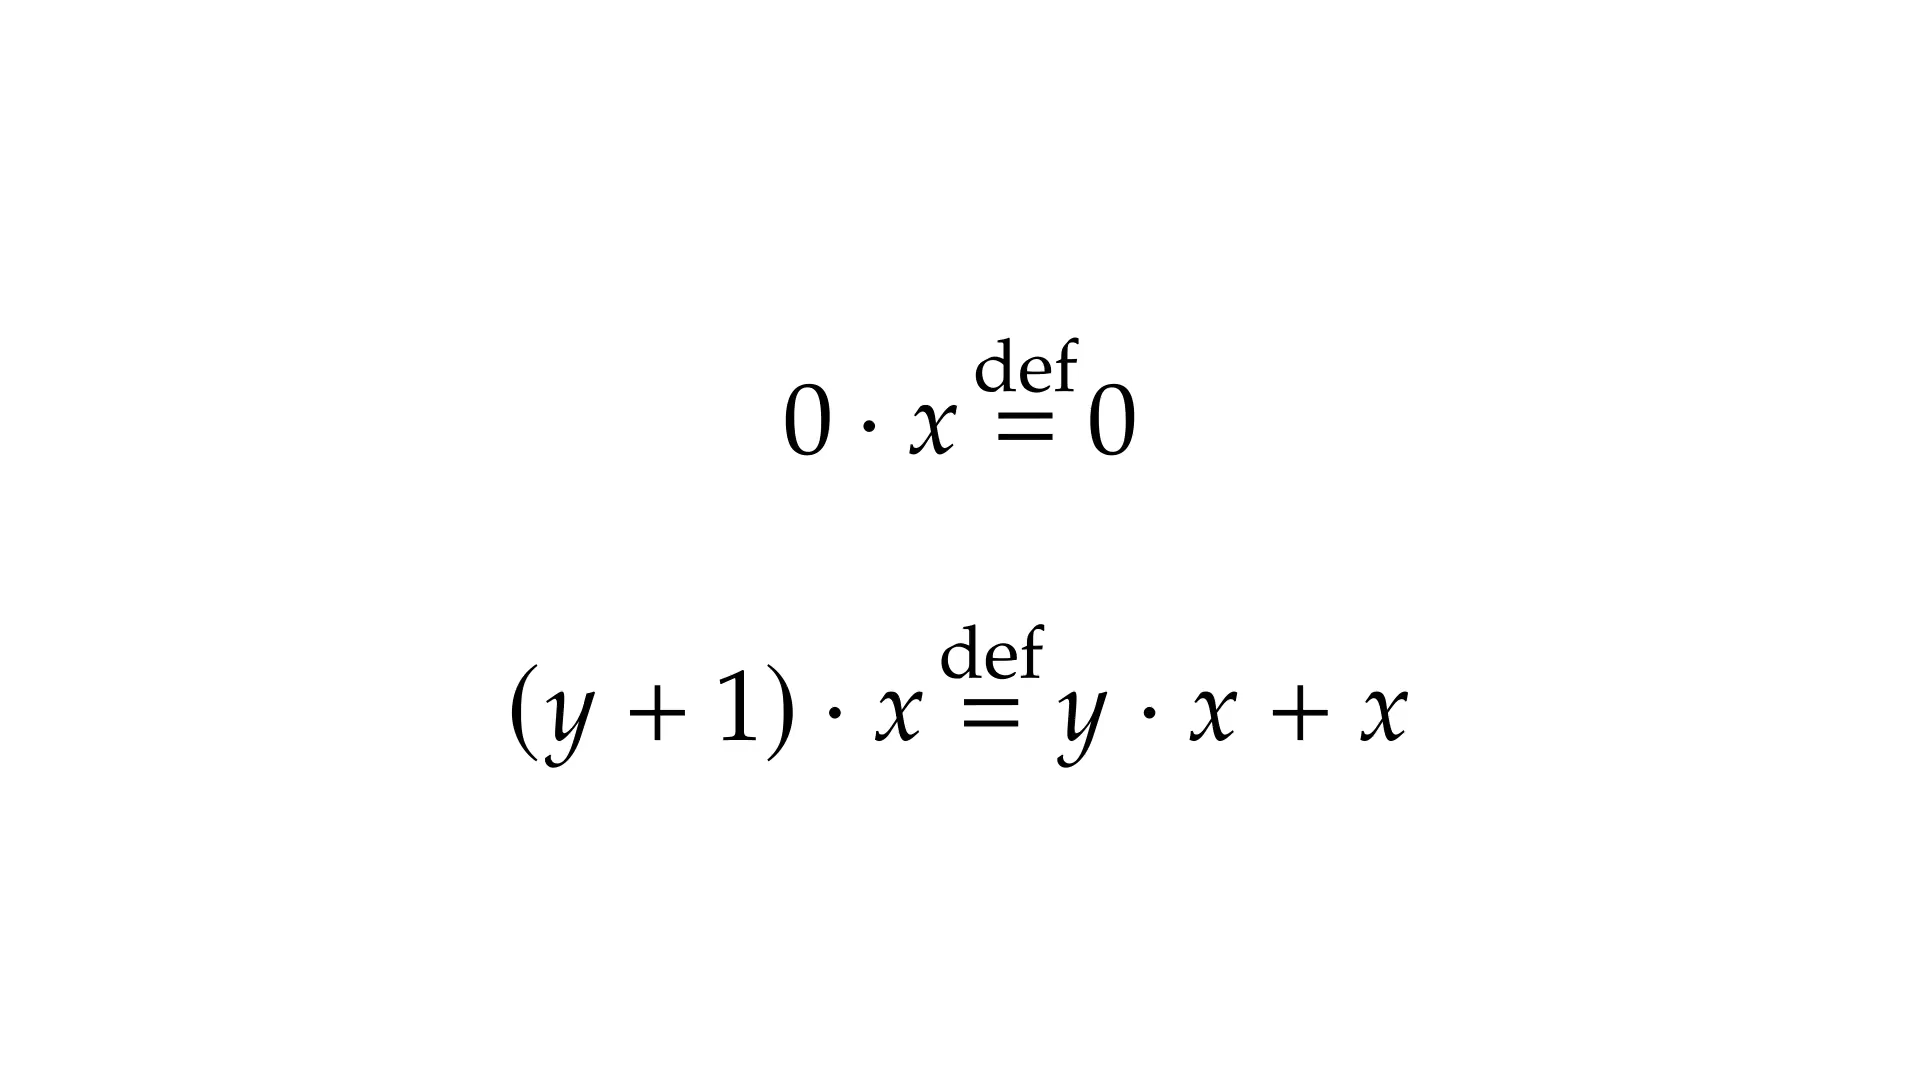 0 · x def= 0
(y + 1) · x def= y · x + x